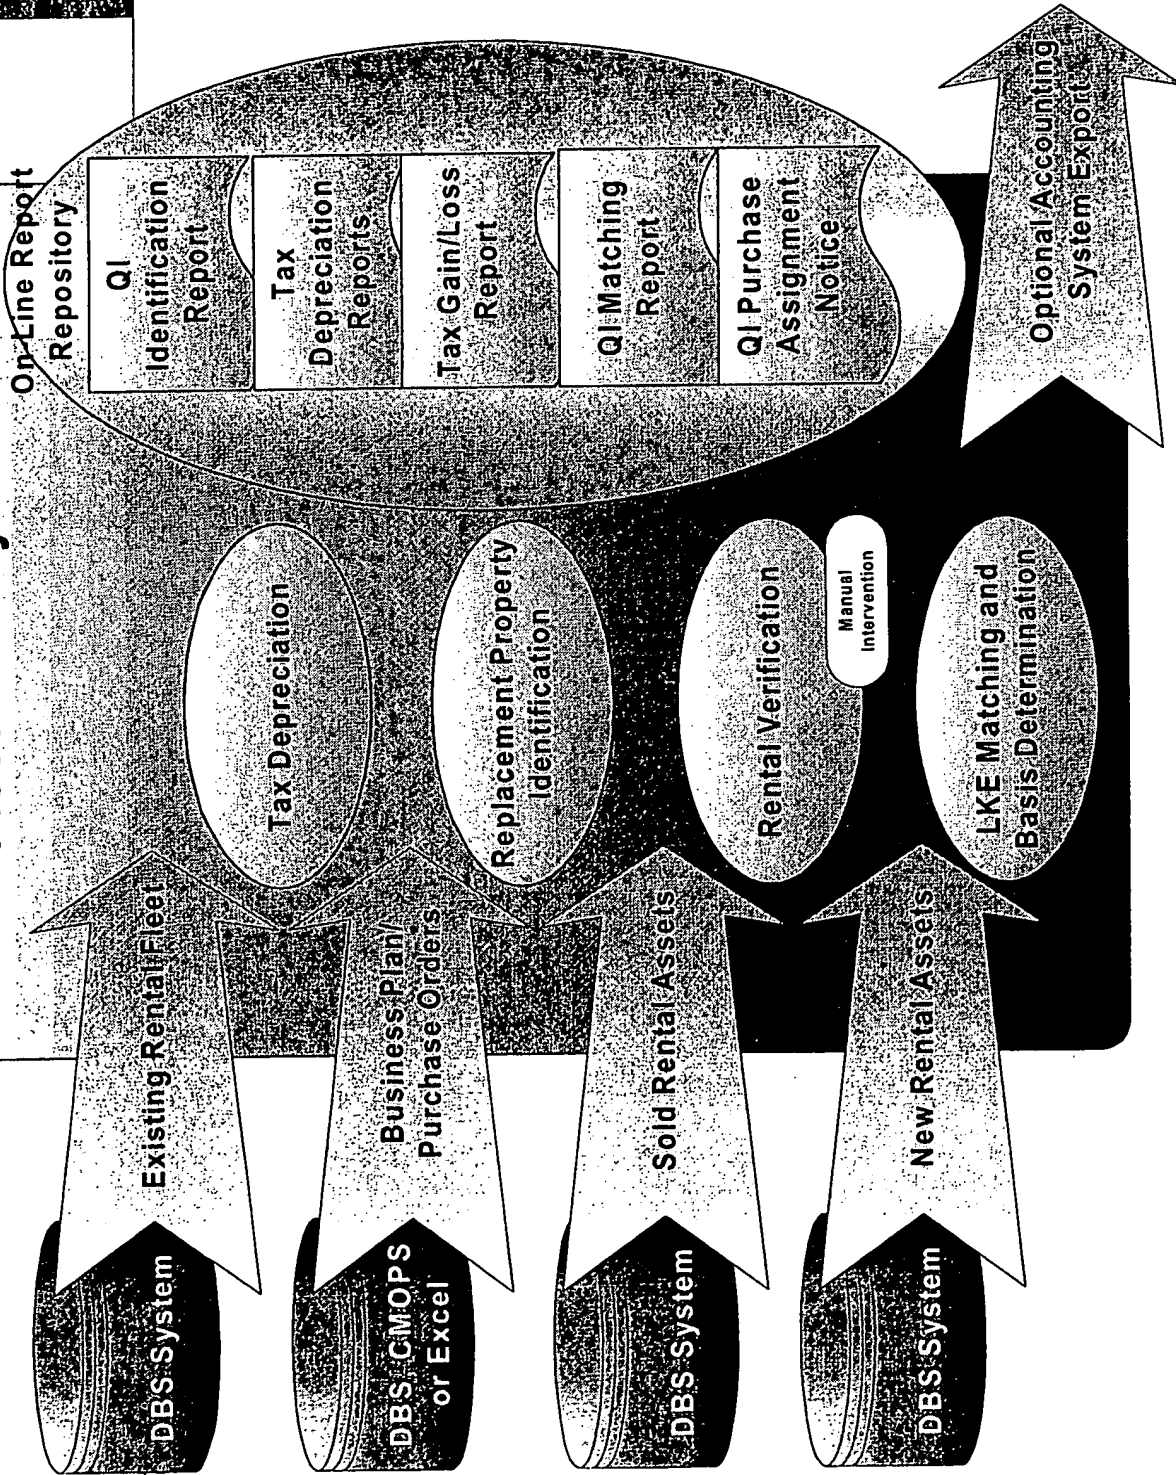 On-Line Report
Repository
DBS System
Existing Rental Fleet
Tax Depreciation
QI
Identification
Report
DBS, CMOPS
or Excel
Business Plan/
Purchase Orders
Replacement Property
Identification
Tax
Depreciation
Reports
DBS System
Sold Rental Assets
Rental Verification
Manual
Intervention
Tax Gain/Loss
Report
DBS System
New Rental Assets
LKE Matching and
Basis Determination
QI Matching
Report
QI Purchase
Assignment
Notice
Optional Accounting
System Export